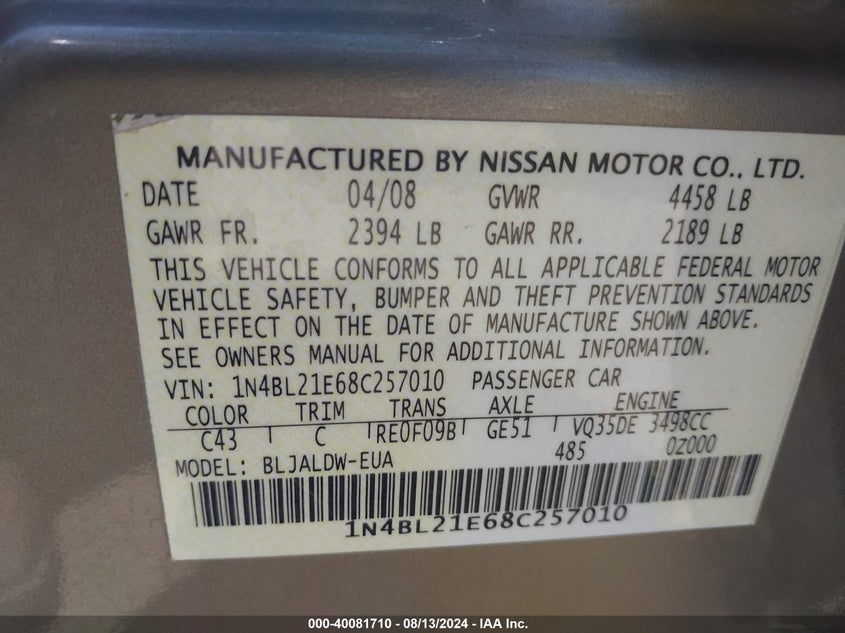 MANUFACTURED BY NISSAN MOTOR CO., LTD.
DATE 04/08 GVWR 4458 LB
GAWR FR. 2394 LB GAWR RR. 2189 LB
THIS VEHICLE CONFORMS TO ALL APPLICABLE FEDERAL MOTOR
VEHICLE SAFETY, BUMPER AND THEFT PREVENTION STANDARDS
IN EFFECT ON THE DATE OF MANUFACTURE SHOWN ABOVE.
SEE OWNERS MANUAL FOR ADDITIONAL INFORMATION.
VIN: 1N4BL21E68C257010 PASSENGER CAR
COLOR TRIM TRANS AXLE ENGINE
C43 C RE0F09B GE51 VQ35DE 3498CC
MODEL: BLJALDW-EUA 485 0Z000
1N4BL21E68C257010
000-40081710 - 08/13/2024 - IAA Inc.